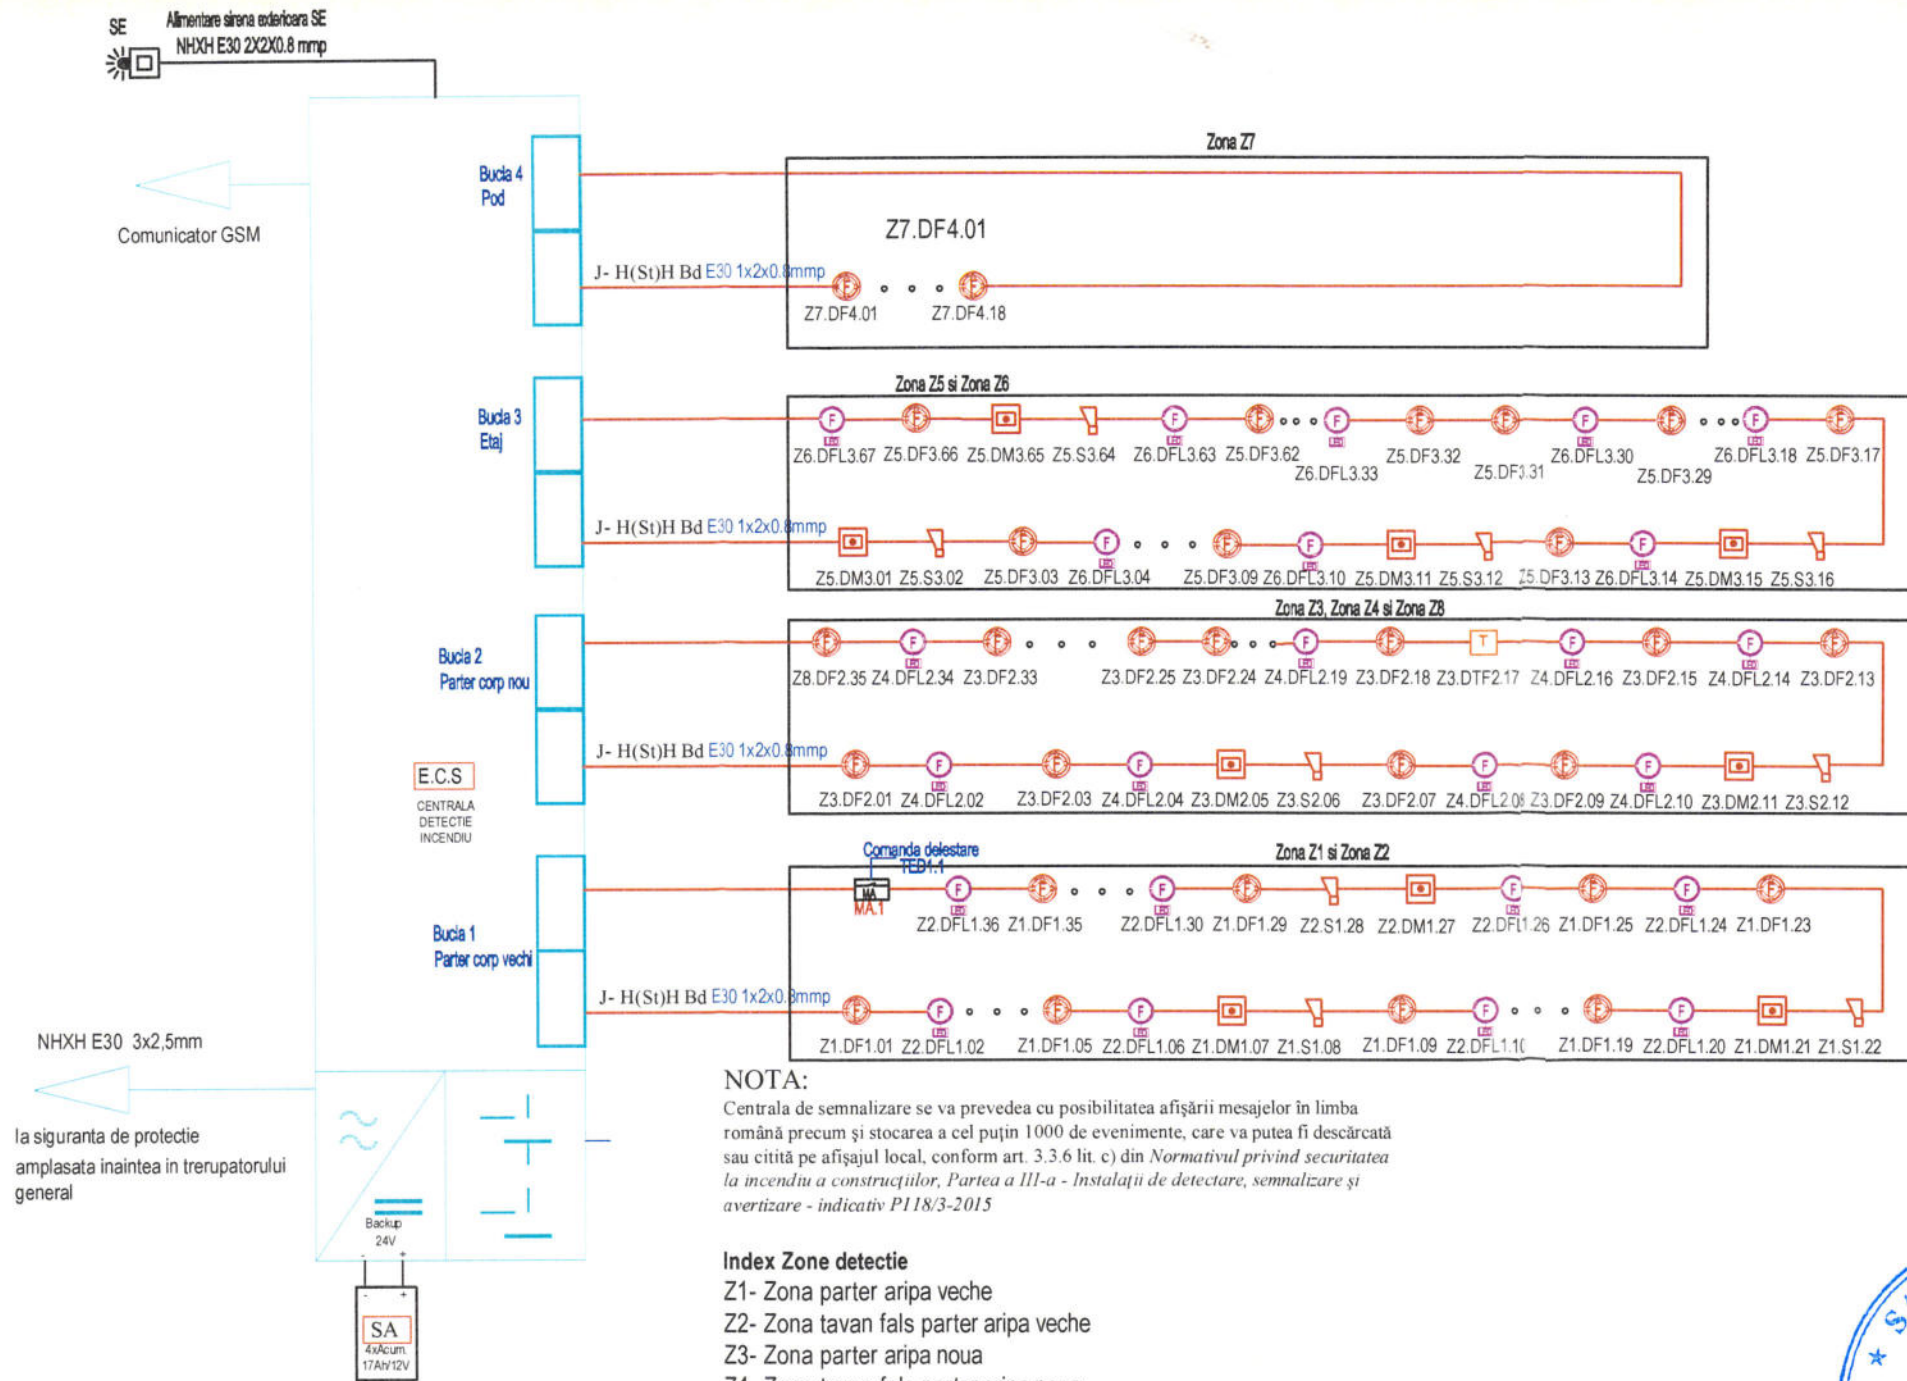 SE
Alimentare sirena exterioara SE
NHXH E30 2X2X0.8 mmp
Comunicator GSM
Bucla 4
Pod
J- H(St)H Bd E30 1x2x0.8mmp
Zona Z7
Z7.DF4.01
Z7.DF4.01 Z7.DF4.18
Bucla 3
Etaj
J- H(St)H Bd E30 1x2x0.8mmp
Zona Z5 si Zona Z6
Z6.DFL3.67 Z5.DF3.66 Z5.DM3.65 Z5.S3.64 Z6.DFL3.63 Z5.DF3.62 Z6.DFL3.33 Z5.DF3.32 Z5.DF3.31 Z6.DFL3.30 Z5.DF3.29 Z6.DFL3.18 Z5.DF3.17
Z5.DM3.01 Z5.S3.02 Z5.DF3.03 Z6.DFL3.04 Z5.DF3.09 Z6.DFL3.10 Z5.DM3.11 Z5.S3.12 Z5.DF3.13 Z6.DFL3.14 Z5.DM3.15 Z5.S3.16
Bucla 2
Parter corp nou
J- H(St)H Bd E30 1x2x0.8mmp
Zona Z3, Zona Z4 si Zona Z8
Z8.DF2.35 Z4.DFL2.34 Z3.DF2.33 Z3.DF2.25 Z3.DF2.24 Z4.DFL2.19 Z3.DF2.18 Z3.DTF2.17 Z4.DFL2.16 Z3.DF2.15 Z4.DFL2.14 Z3.DF2.13
Z3.DF2.01 Z4.DFL2.02 Z3.DF2.03 Z4.DFL2.04 Z3.DM2.05 Z3.S2.06 Z3.DF2.07 Z4.DFL2.08 Z3.DF2.09 Z4.DFL2.10 Z3.DM2.11 Z3.S2.12
E.C.S
CENTRALA
DETECTIE
INCENDIU
Bucla 1
Parter corp vechi
J- H(St)H Bd E30 1x2x0.8mmp
Comanda delestare
TED1.1
Zona Z1 si Zona Z2
MA
MA.1
Z2.DFL1.36 Z1.DF1.35 Z2.DFL1.30 Z1.DF1.29 Z2.S1.28 Z2.DM1.27 Z2.DFL1.26 Z1.DF1.25 Z2.DFL1.24 Z1.DF1.23
Z1.DF1.01 Z2.DFL1.02 Z1.DF1.05 Z2.DFL1.06 Z1.DM1.07 Z1.S1.08 Z1.DF1.09 Z2.DFL1.10 Z1.DF1.19 Z2.DFL1.20 Z1.DM1.21 Z1.S1.22
NHXH E30 3x2,5mm
la siguranta de protectie
amplasata inaintea in trerupatorului
general
Backup
24V
- +
- +
SA
4xAcum.
17Ah/12V
NOTA:
Centrala de semnalizare se va prevedea cu posibilitatea afişării mesajelor în limba
română precum şi stocarea a cel puţin 1000 de evenimente, care va putea fi descărcată
sau citită pe afişajul local, conform art. 3.3.6 lit. c) din Normativul privind securitatea
la incendiu a construcţiilor, Partea a III-a - Instalaţii de detectare, semnalizare şi
avertizare - indicativ P118/3-2015
Index Zone detectie
Z1- Zona parter aripa veche
Z2- Zona tavan fals parter aripa veche
Z3- Zona parter aripa noua